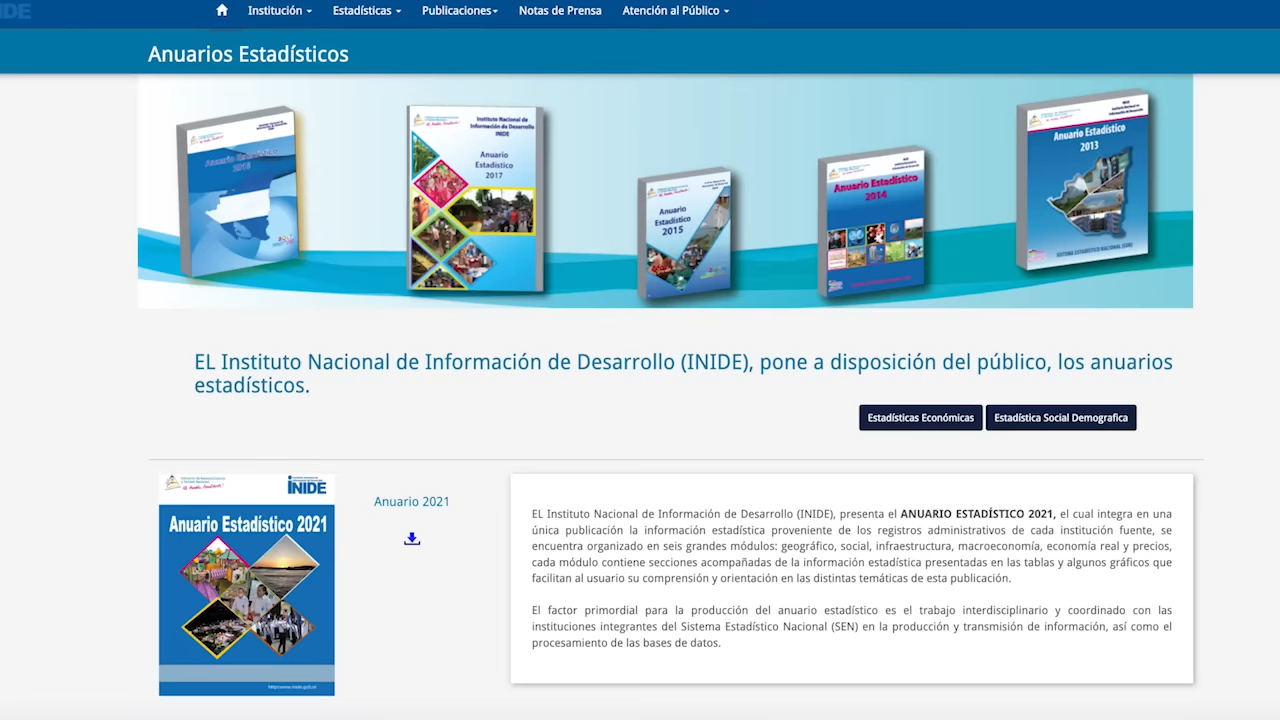 INIDE
Institución
Estadísticas
Publicaciones
Notas de Prensa
Atención al Público
Anuarios Estadísticos
Instituto Nacional de
Información de Desarrollo
INIDE
Anuario
Estadístico
2017
Anuario
Estadístico
2015
Anuario Estadístico
2014
Anuario Estadístico
2013
SISTEMA ESTADÍSTICO NACIONAL (SEN)
EL Instituto Nacional de Información de Desarrollo (INIDE), pone a disposición del público, los anuarios
estadísticos.
Estadísticas Económicas
Estadística Social Demografica
INIDE
Anuario Estadístico 2021
Anuario 2021
EL Instituto Nacional de Información de Desarrollo (INIDE), presenta el ANUARIO ESTADÍSTICO 2021, el cual integra en una
única publicación la información estadística proveniente de los registros administrativos de cada institución fuente, se
encuentra organizado en seis grandes módulos: geográfico, social, infraestructura, macroeconomía, economía real y precios,
cada módulo contiene secciones acompañadas de la información estadística presentadas en las tablas y algunos gráficos que
facilitan al usuario su comprensión y orientación en las distintas temáticas de esta publicación.
El factor primordial para la producción del anuario estadístico es el trabajo interdisciplinario y coordinado con las
instituciones integrantes del Sistema Estadístico Nacional (SEN) en la producción y transmisión de información, así como el
procesamiento de las bases de datos.